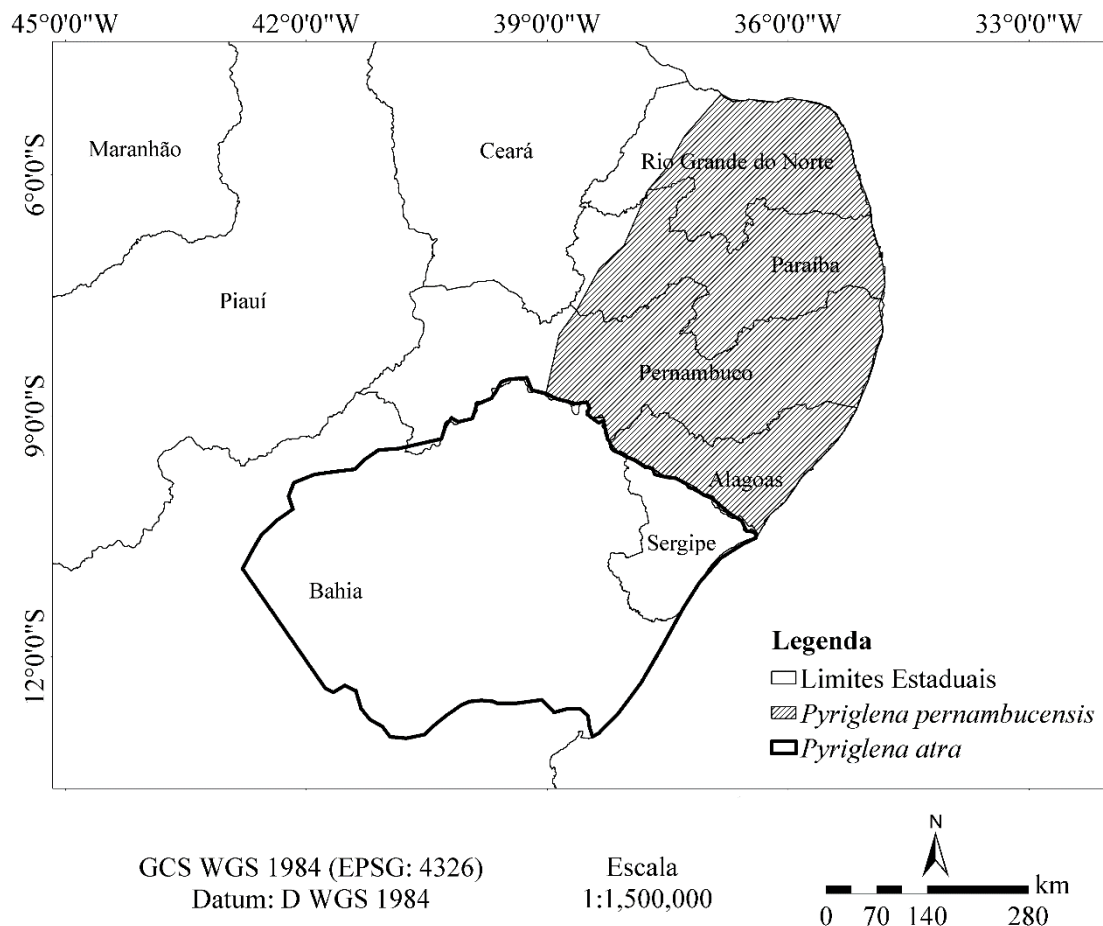 45°0'0"W 42°0'0"W 39°0'0"W 36°0'0"W 33°0'0"W
6°0'0"S
9°0'0"S
12°0'0"S
Maranhão
Ceará
Rio Grande do Norte
Paraíba
Piauí
Pernambuco
Alagoas
Sergipe
Bahia
Legenda
Limites Estaduais
Pyriglena pernambucensis
Pyriglena atra
GCS WGS 1984 (EPSG: 4326)
Datum: D WGS 1984
Escala
1:1,500,000
N
km
0 70 140 280